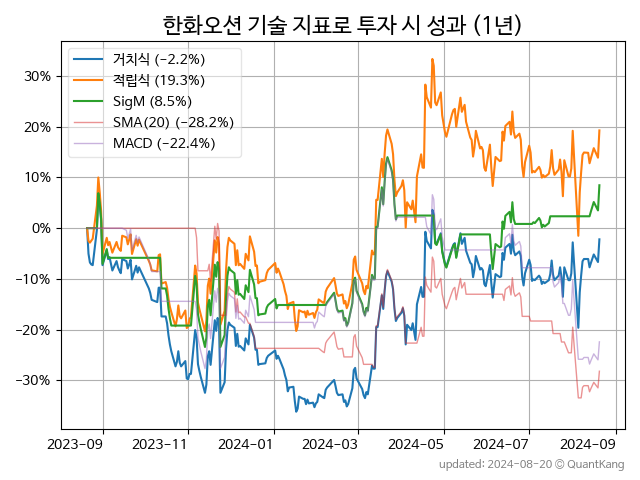 한화오션 기술 지표로 투자 시 성과 (1년)
거치식 (−2.2%)
적립식 (19.3%)
SigM (8.5%)
SMA(20) (−28.2%)
MACD (−22.4%)
30%
20%
10%
0%
−10%
−20%
−30%
2023-09 2023-11 2024-01 2024-03 2024-05 2024-07 2024-09
updated: 2024-08-20 © QuantKang